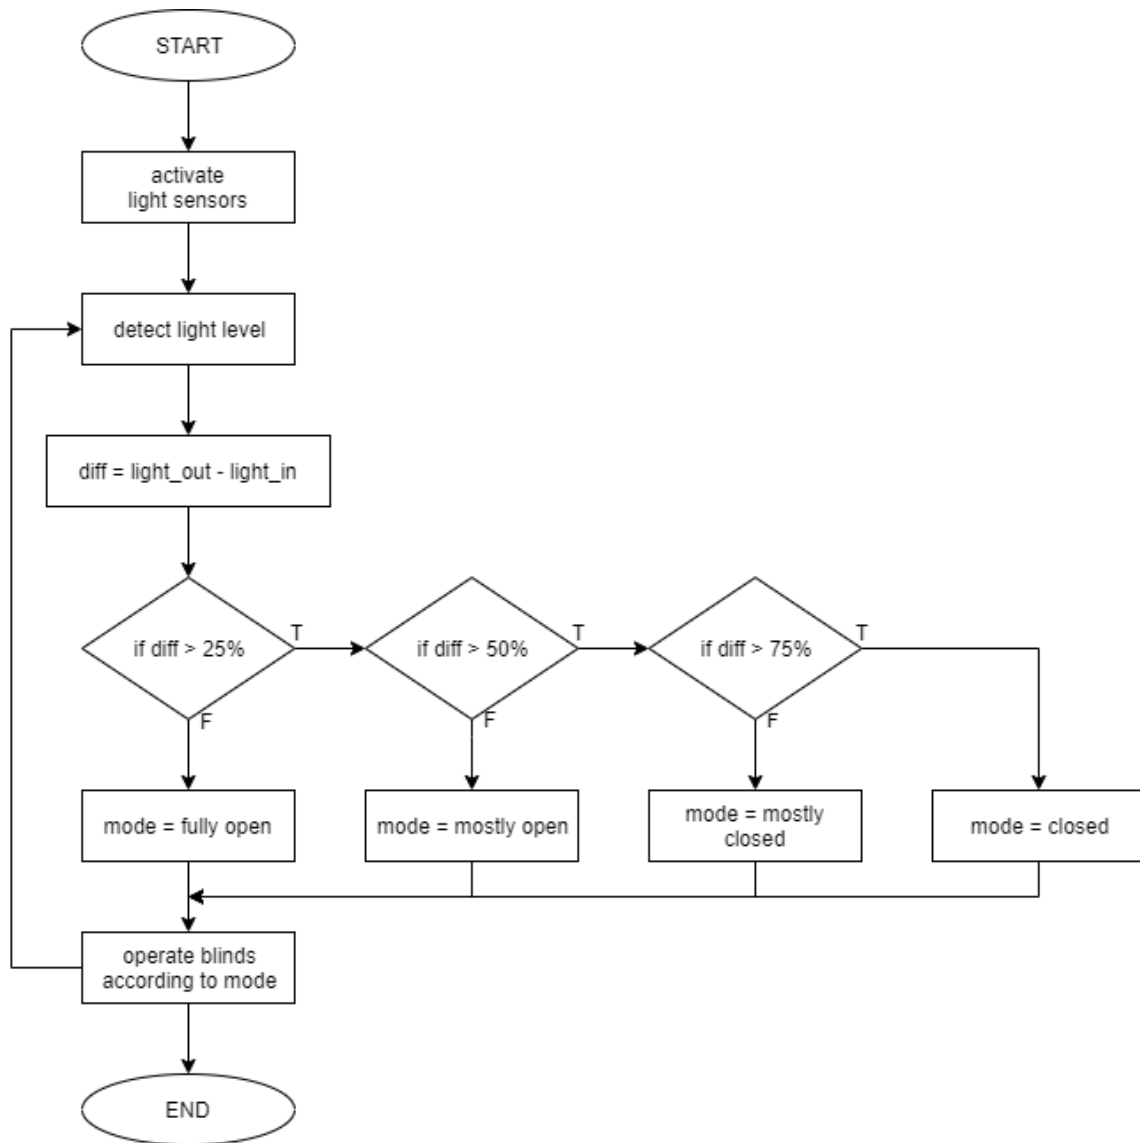 START
activate
light sensors
detect light level
diff = light_out - light_in
if diff > 25%
T
if diff > 50%
T
if diff > 75%
T
F
F
F
mode = fully open
mode = mostly open
mode = mostly
closed
mode = closed
operate blinds
according to mode
END